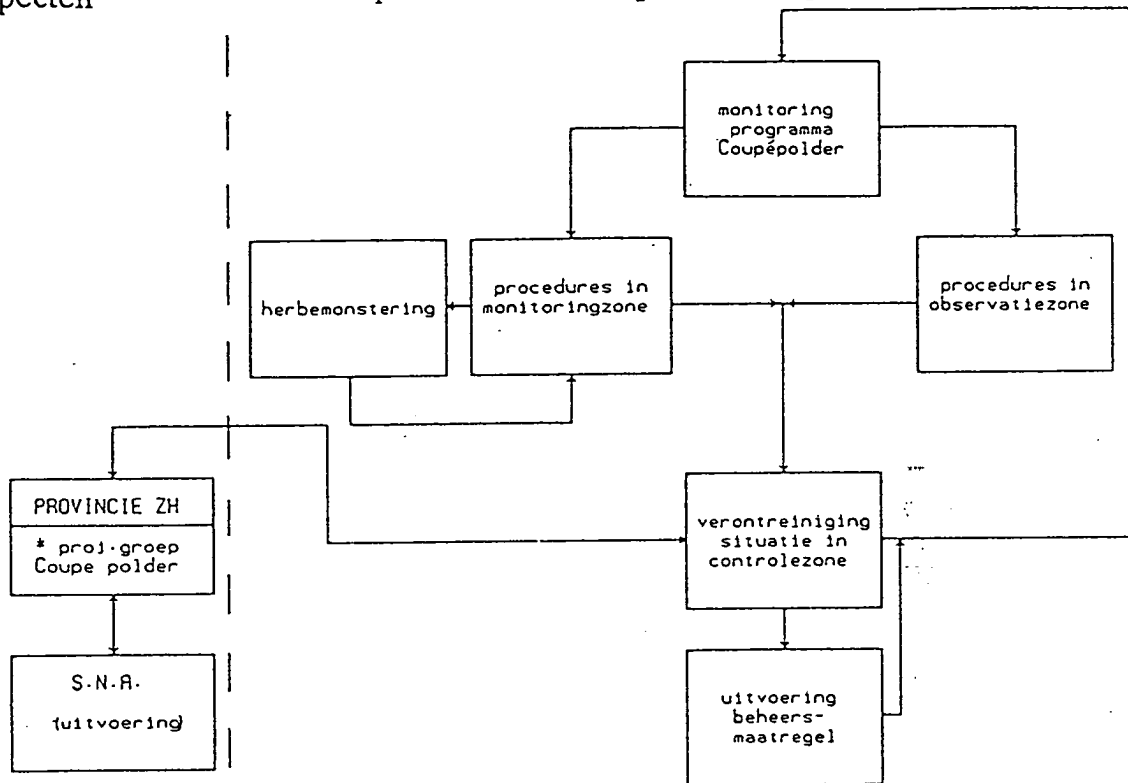 monitoring
programma
Coupépolder
herbemonstering
procedures in
monitoringzone
procedures in
observatiezone
PROVINCIE ZH
* proj.groep
Coupe polder
verontreiniging
situatie in
controlezone
S.N.A.
(uitvoering)
uitvoering
beheers-
maatregel